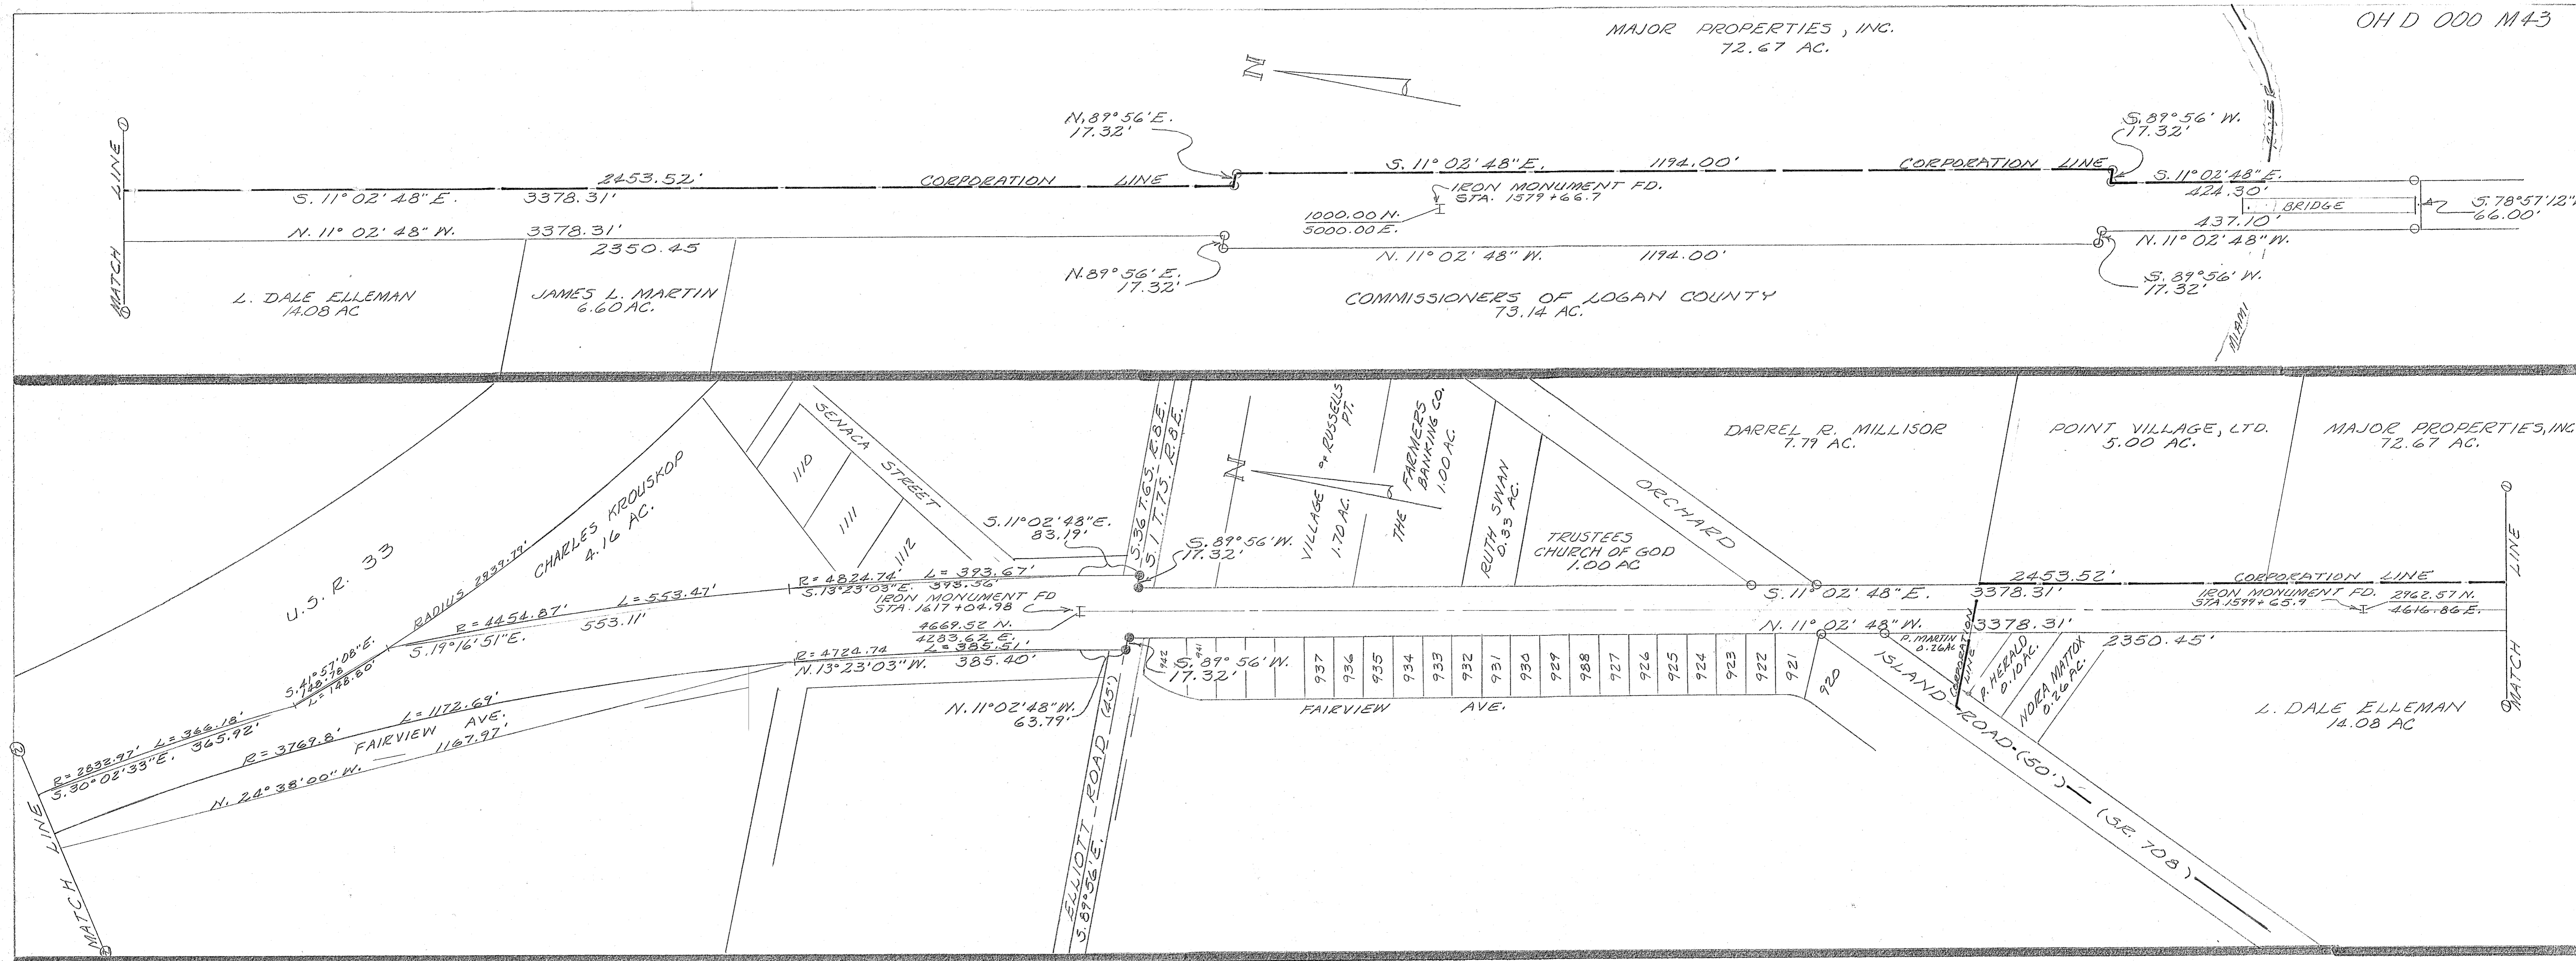 OH D 000 M43
MAJOR PROPERTIES, INC.
72.67 AC.
N
N.89°56'E.
17.32'
S.89°56' W.
17.32'
RIVER
MATCH LINE
2453.52'
CORPORATION LINE
S. 11° 02' 48" E.
1194.00'
CORPORATION LINE
S. 11° 02' 48" E.
3378.31'
IRON MONUMENT FD.
STA. 1579+66.7
1000.00 N.
5000.00 E.
S. 11° 02' 48" E.
424.30'
BRIDGE
S. 78°57'12"
66.00'
437.10'
N. 11° 02' 48" W.
N. 11° 02' 48" W.
3378.31'
2350.45
N.89°56'E.
17.32'
N. 11° 02' 48" W.
1194.00'
S. 89°56' W.
17.32'
L. DALE ELLEMAN
14.08 AC
JAMES L. MARTIN
6.60 AC.
COMMISSIONERS OF LOGAN COUNTY
73.14 AC.
MIAMI
U.S.R. 33
CHARLES KROUSKOP
4.16 AC.
RADIUS 2939.79'
SENACA STREET
1110
1111
1112
S. 11° 02' 48" E.
83.19'
S.36 T.6S. R.8E.
S.1 T.7S. R.8E.
S. 89°56' W.
17.32'
N
VILLAGE OF RUSSELLS PT.
1.70 AC.
THE FARMERS BANKING CO.
1.00 AC.
RUTH SWAN
0.33 AC.
TRUSTEES
CHURCH OF GOD
1.00 AC
ORCHARD
DARREL R. MILLISOR
7.79 AC.
POINT VILLAGE, LTD.
5.00 AC.
MAJOR PROPERTIES, INC
72.67 AC.
R = 4824.74' L = 393.67'
S. 13°23'03" E. 393.56'
IRON MONUMENT FD
STA. 1617+04.98
4669.52 N.
4283.62 E.
R = 4454.87' L = 553.47'
S. 19°16'51" E. 553.11'
S. 41°57'08" E.
148.78
L = 148.80'
R = 4724.74 L = 385.51
N. 13°23'03" W. 385.40'
R = 2832.97' L = 366.18'
S. 30°02'33" E. 365.92'
R = 3769.8' L = 1172.69'
FAIRVIEW AVE.
N. 24°38'00" W. 1167.97'
MATCH LINE
N. 11°02'48" W.
63.79'
ELLIOTT ROAD (45')
S. 89°56' E.
942
941
S. 89°56' W.
17.32'
937
936
935
934
933
932
931
930
929
988
927
926
925
924
923
922
921
920
FAIRVIEW AVE.
S. 11° 02' 48" E.
3378.31'
2453.52'
CORPORATION LINE
IRON MONUMENT FD.
STA. 1599+65.9
2962.57 N.
4616.86 E.
N. 11° 02' 48" W.
3378.31'
2350.45'
P. MARTIN
0.26AC
CORPORATION LINE
P. HERALD
0.10 AC.
NORA MATTOX
0.26 AC.
ISLAND ROAD (50') (S.R. 708)
L. DALE ELLEMAN
14.08 AC
MATCH LINE